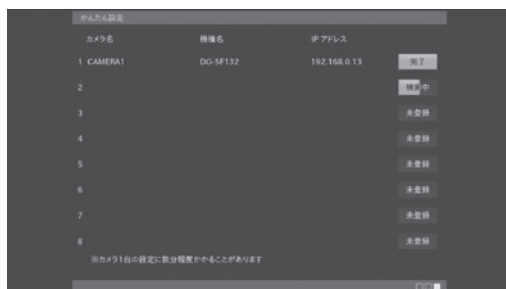 かんたん設定
カメラ名 機種名 IP アドレス
1 CAMERA1 DG-SF132 192.168.0.13 完了
2 検索中
3 未登録
4 未登録
5 未登録
6 未登録
7 未登録
8 未登録
※カメラ1台の設定に数分程度かかることがあります